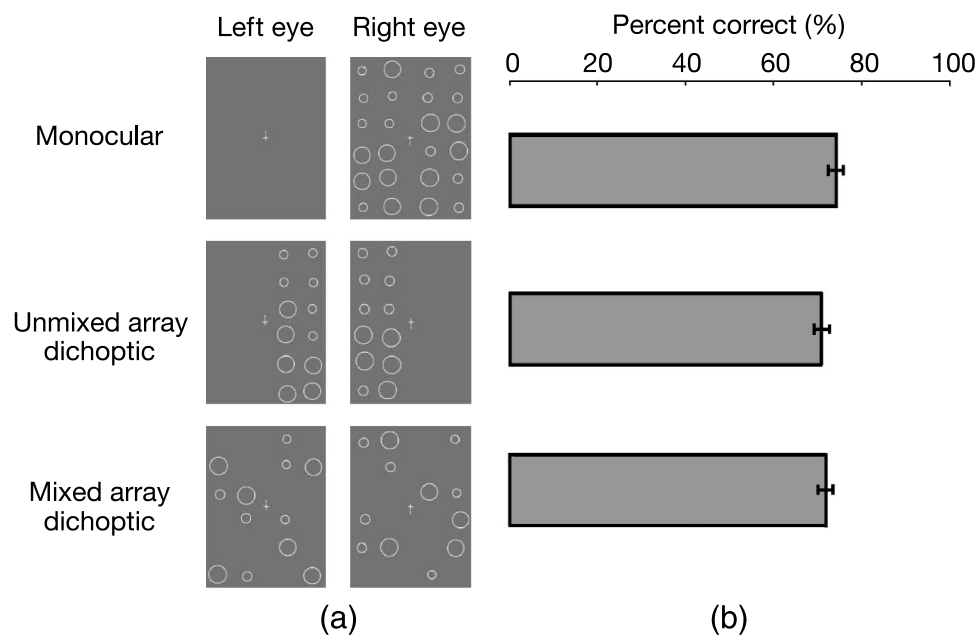 Left eye
Right eye
Percent correct (%)
0 20 40 60 80 100
Monocular
Unmixed array
dichoptic
Mixed array
dichoptic
(a)
(b)